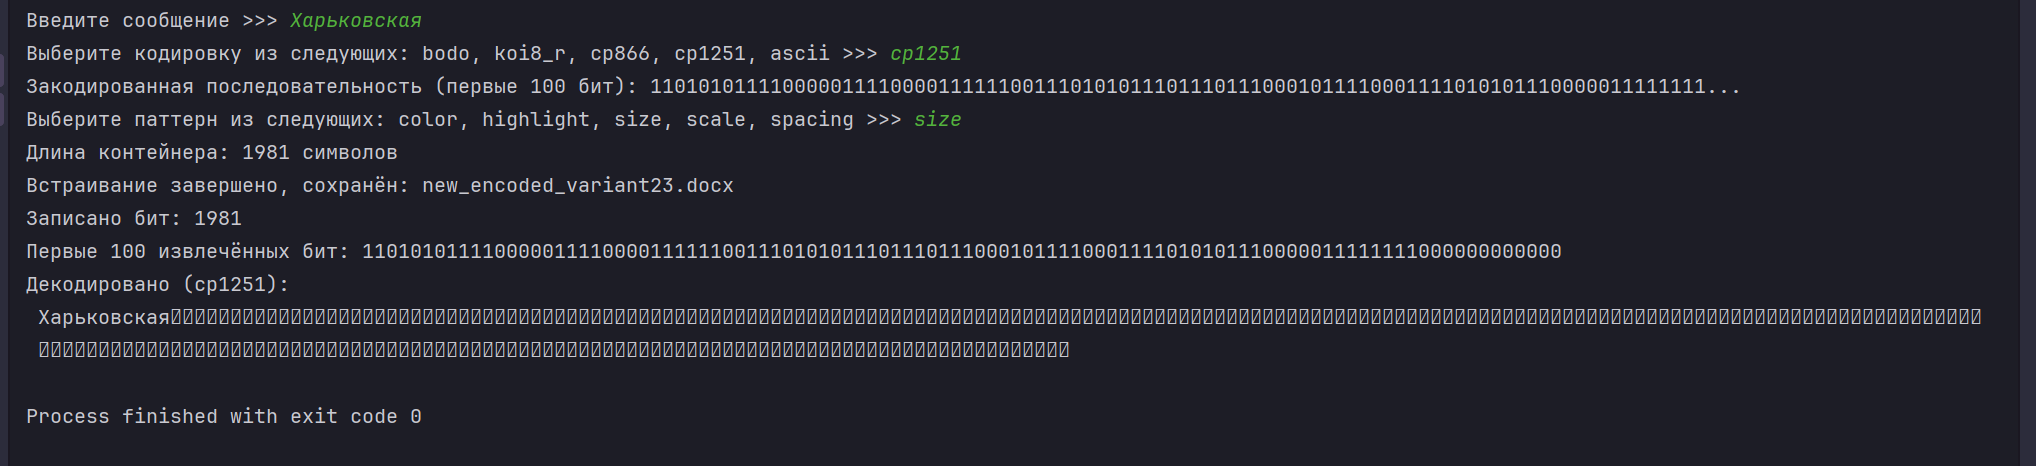 Введите сообщение >>> Харьковская
Выберите кодировку из следующих: bodo, koi8_r, cp866, cp1251, ascii >>> cp1251
Закодированная последовательность (первые 100 бит): 1101010111100000111100001111110011101010111011101110001011110001111010101110000011111111...
Выберите паттерн из следующих: color, highlight, size, scale, spacing >>> size
Длина контейнера: 1981 символов
Встраивание завершено, сохранён: new_encoded_variant23.docx
Записано бит: 1981
Первые 100 извлечённых бит: 1101010111100000111100001111110011101010111011101110001011110001111010101110000011111111000000000000
Декодировано (cp1251):
Харьковская
Process finished with exit code 0